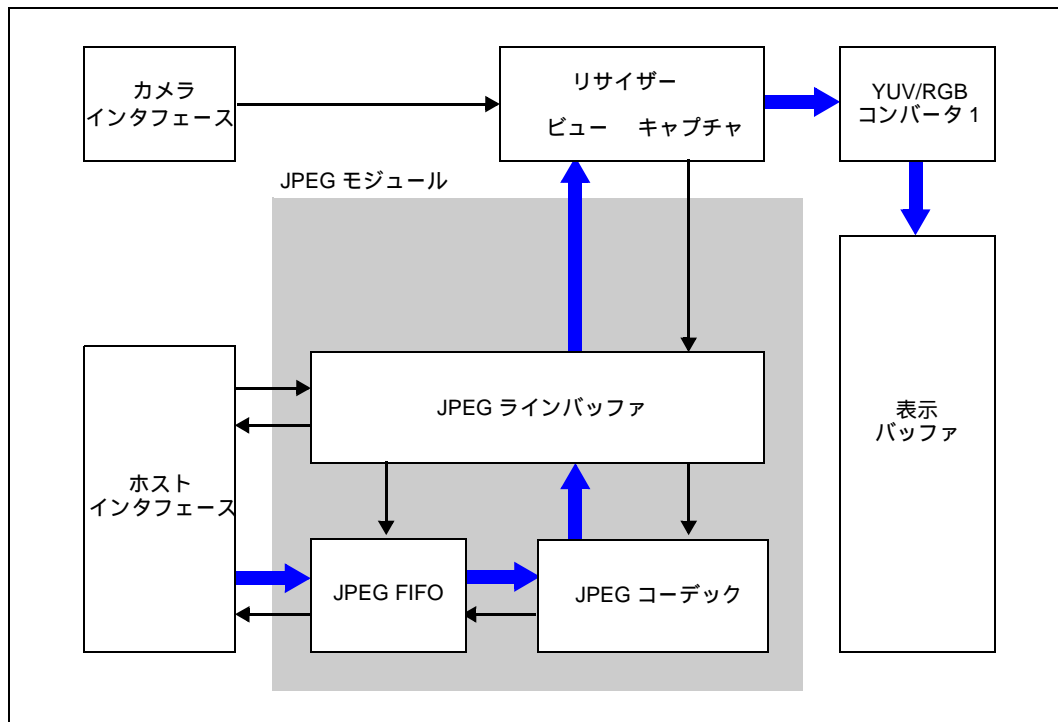 カメラ
インタフェース
リサイザー
ビュー キャプチャ
YUV/RGB
コンバータ 1
JPEG モジュール
JPEG ラインバッファ
表示
バッファ
ホスト
インタフェース
JPEG FIFO
JPEG コーデック